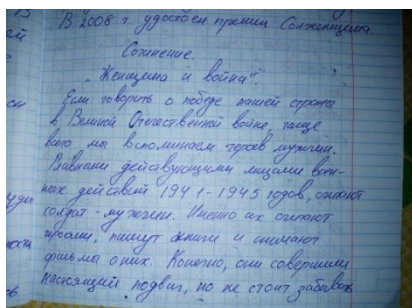 В 2008 г. удостоен премии Солженицына
Сочинение.
„Женщина и война".
Если говорить о победе нашей страны
в Великой Отечественной войне, чаще
всего мы вспоминаем героев мужчин.
Главными действующими лицами воен-
ных действий 1941-1945 годов, считают
солдат-мужчин. Именно их считают
героями, пишут книги и снимают
фильмы о них. Конечно, они совершили
настоящий подвиг, но не стоит забывать